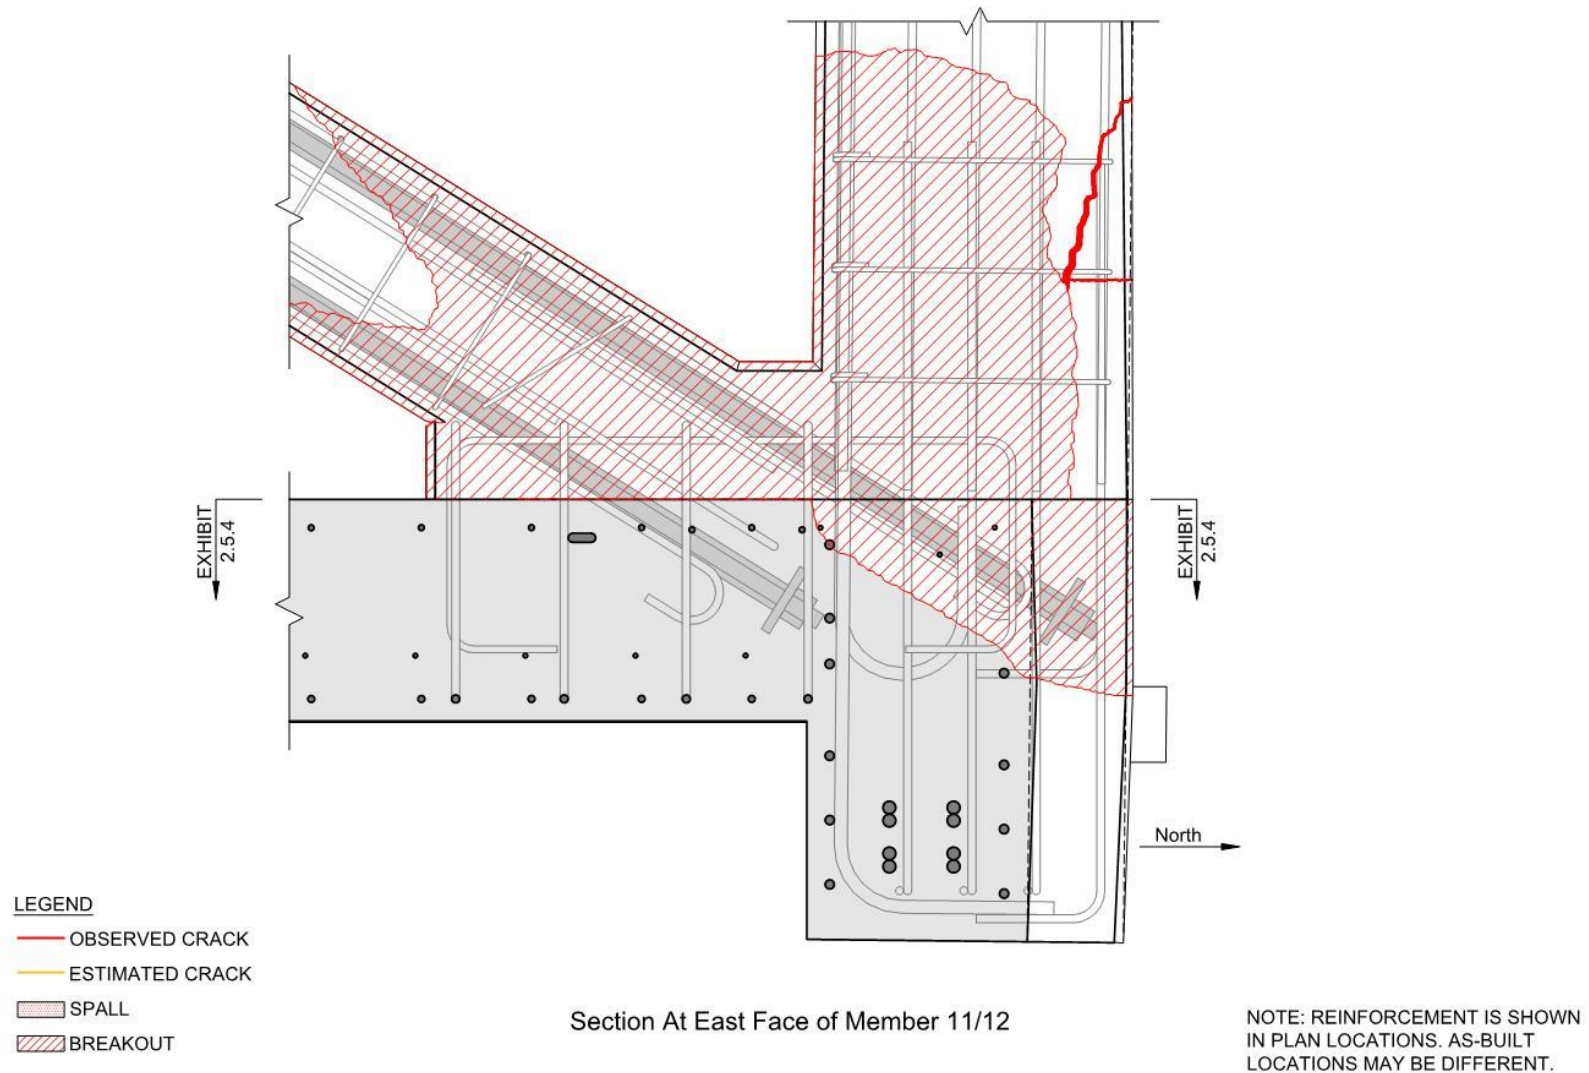 EXHIBIT
2.5.4
EXHIBIT
2.5.4
North
LEGEND
OBSERVED CRACK
ESTIMATED CRACK
SPALL
BREAKOUT
Section At East Face of Member 11/12
NOTE: REINFORCEMENT IS SHOWN
IN PLAN LOCATIONS. AS-BUILT
LOCATIONS MAY BE DIFFERENT.